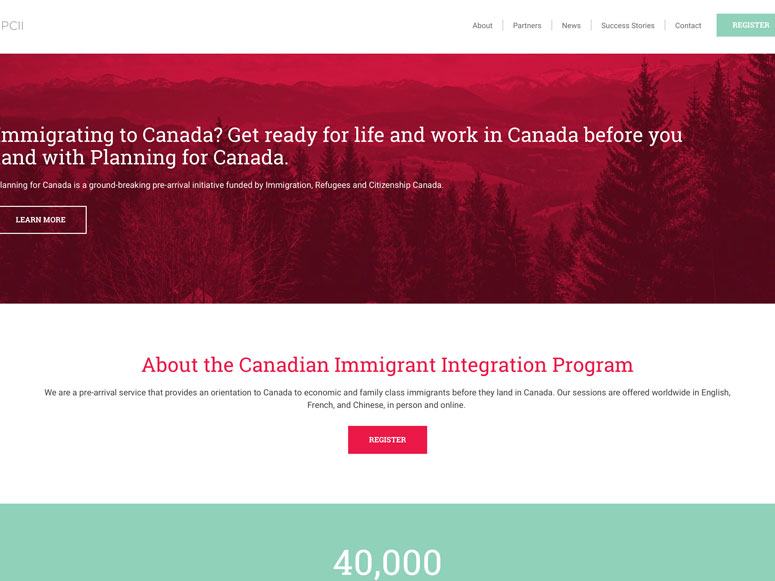 PCII
About
Partners
News
Success Stories
Contact
REGISTER
mmigrating to Canada? Get ready for life and work in Canada before you
and with Planning for Canada.
lanning for Canada is a ground-breaking pre-arrival initiative funded by Immigration, Refugees and Citizenship Canada.
LEARN MORE
About the Canadian Immigrant Integration Program
We are a pre-arrival service that provides an orientation to Canada to economic and family class immigrants before they land in Canada. Our sessions are offered worldwide in English,
French, and Chinese, in person and online.
REGISTER
40,000